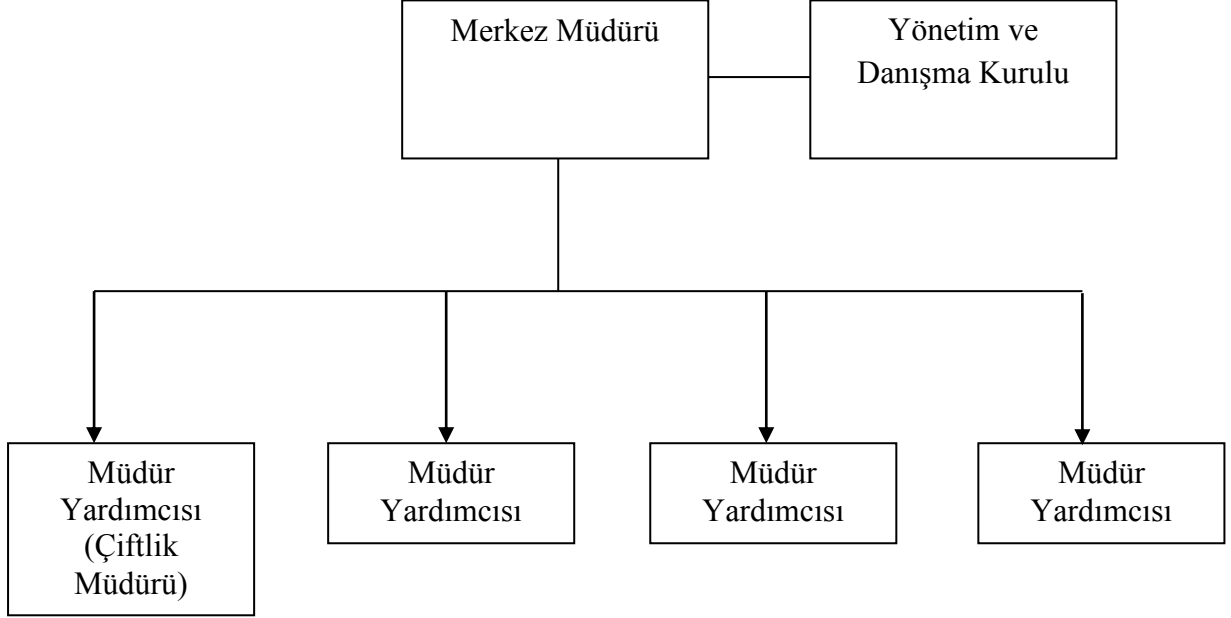 Merkez Müdürü
Yönetim ve
Danışma Kurulu
Müdür
Yardımcısı
(Çiftlik
Müdürü)
Müdür
Yardımcısı
Müdür
Yardımcısı
Müdür
Yardımcısı